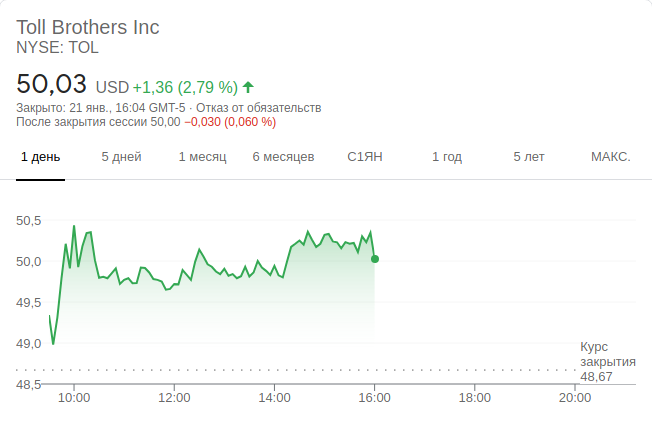 Toll Brothers Inc
NYSE: TOL
50,03 USD +1,36 (2,79 %)
Закрыто: 21 янв., 16:04 GMT-5 · Отказ от обязательств
После закрытия сессии 50,00 −0,030 (0,060 %)
1 день 5 дней 1 месяц 6 месяцев С1ЯН 1 год 5 лет МАКС.
50,5
50,0
49,5
49,0
Курс
закрытия
48,67
48,5
10:00 12:00 14:00 16:00 18:00 20:00